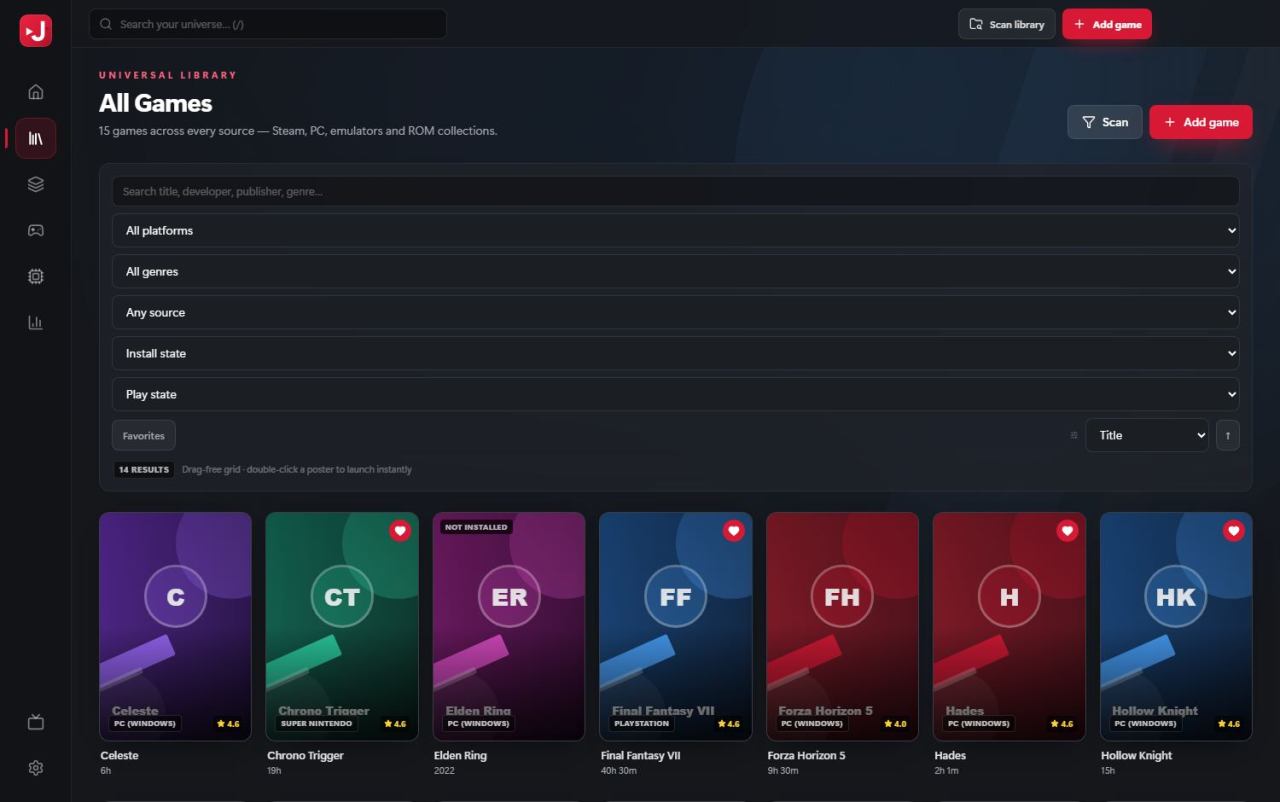 J
Search your universe... (/)
Scan library
+ Add game
UNIVERSAL LIBRARY
All Games
15 games across every source — Steam, PC, emulators and ROM collections.
Scan
+ Add game
Search title, developer, publisher, genre...
All platforms
All genres
Any source
Install state
Play state
Favorites
Title
↑
14 RESULTS
Drag-free grid · double-click a poster to launch instantly
C
Celeste
PC (WINDOWS)
★ 4.6
Celeste
6h
CT
Chrono Trigger
SUPER NINTENDO
★ 4.6
Chrono Trigger
19h
NOT INSTALLED
ER
Elden Ring
PC (WINDOWS)
Elden Ring
2022
FF
Final Fantasy VII
PLAYSTATION
★ 4.6
Final Fantasy VII
40h 30m
FH
Forza Horizon 5
PC (WINDOWS)
★ 4.0
Forza Horizon 5
9h 30m
H
Hades
PC (WINDOWS)
★ 4.6
Hades
2h 1m
HK
Hollow Knight
PC (WINDOWS)
★ 4.6
Hollow Knight
15h